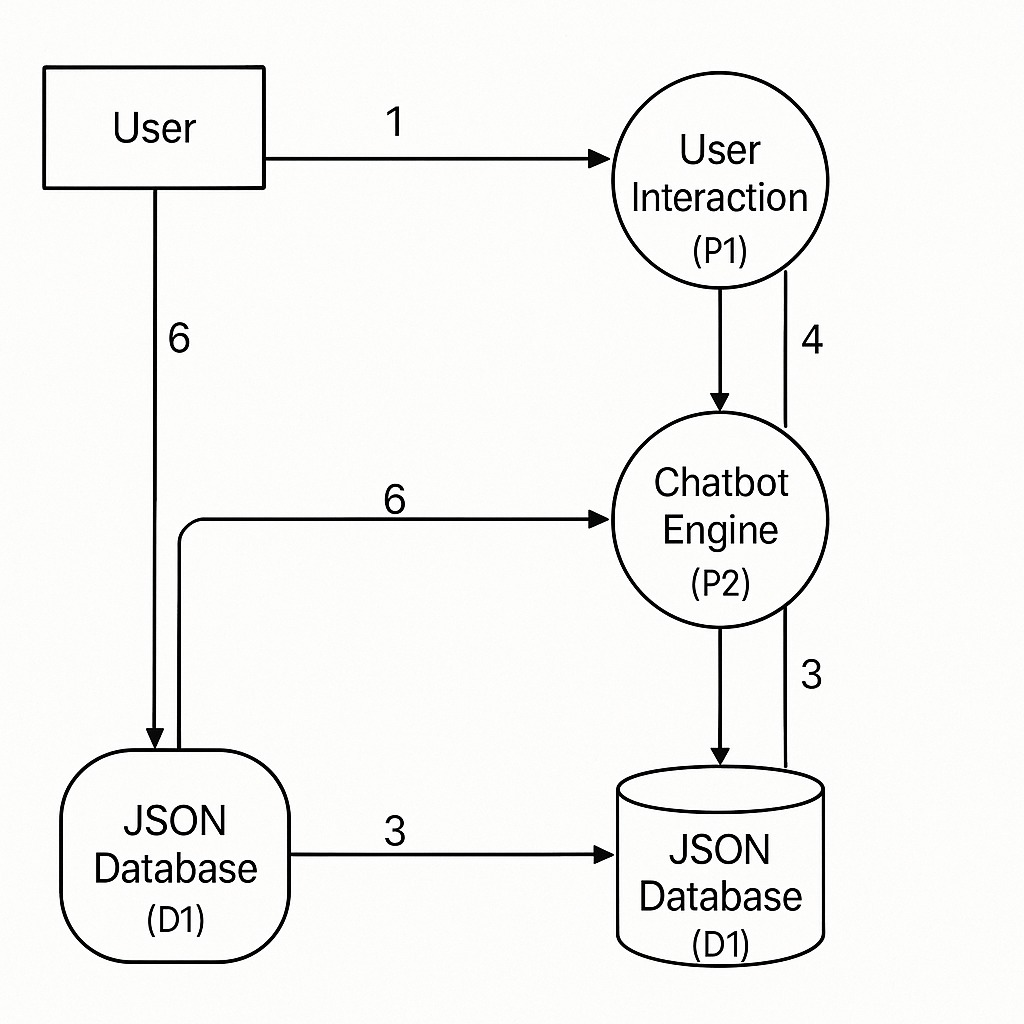 User
1
User
Interaction
(P1)
6
4
6
Chatbot
Engine
(P2)
3
JSON
Database
(D1)
3
JSON
Database
(D1)